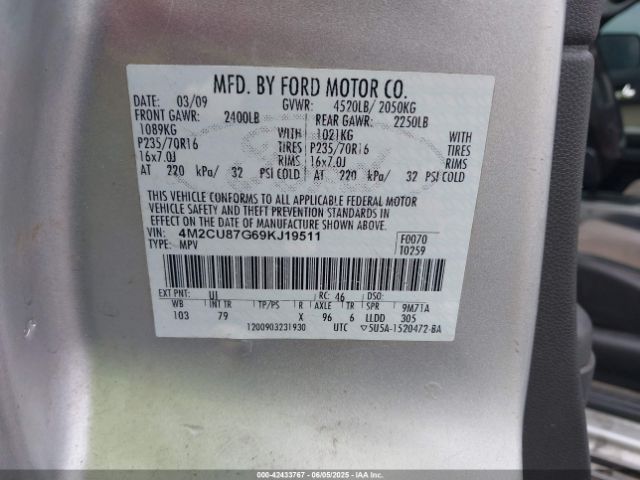 MFD. BY FORD MOTOR CO.
DATE: 03/09 GVWR: 4520LB/ 2050KG
FRONT GAWR: 2400LB REAR GAWR: 2250LB
1089KG WITH 1021KG WITH
P235/70R16 TIRES P235/70R16 TIRES
16x7.0J RIMS 16x7.0J RIMS
AT 220 kPa/ 32 PSI COLD AT 220 kPa/ 32 PSI COLD
THIS VEHICLE CONFORMS TO ALL APPLICABLE FEDERAL MOTOR
VEHICLE SAFETY AND THEFT PREVENTION STANDARDS IN
EFFECT ON THE DATE OF MANUFACTURE SHOWN ABOVE.
VIN: 4M2CU87G69KJ19511 F0070
TYPE: MPV T0259
EXT PNT: UI RC: 46 DSO:
WB INT TR TP/PS R AXLE TR SPR 9M71A
103 79 X 96 6 LLDD 305
1200903231930 UTC 5U5A-1520472-BA
© IAA - 42433767 - 06/05/2025 - IAAI.COM